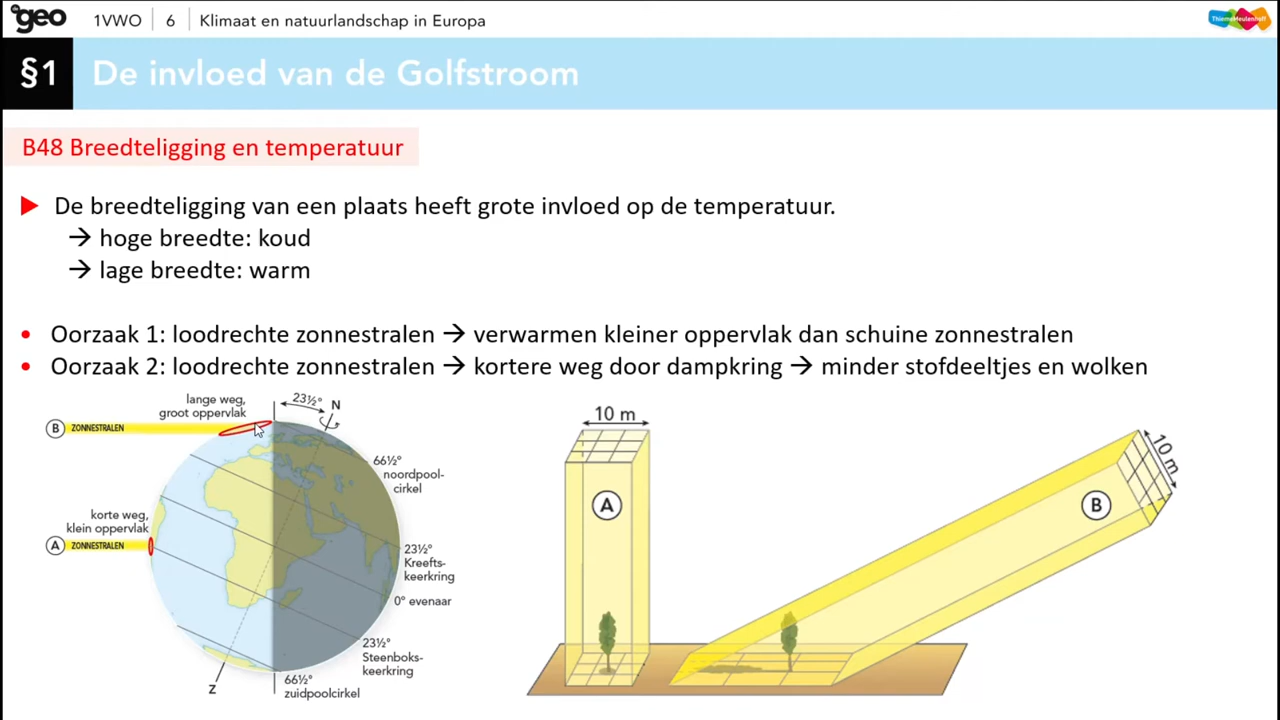 de geo
1VWO
6
Klimaat en natuurlandschap in Europa
ThiemeMeulenhoff
§1
De invloed van de Golfstroom
B48 Breedteligging en temperatuur
De breedteligging van een plaats heeft grote invloed op de temperatuur.
→ hoge breedte: koud
→ lage breedte: warm
• Oorzaak 1: loodrechte zonnestralen → verwarmen kleiner oppervlak dan schuine zonnestralen
• Oorzaak 2: loodrechte zonnestralen → kortere weg door dampkring → minder stofdeeltjes en wolken
lange weg,
groot oppervlak
23½°
N
B
ZONNESTRALEN
66½°
noordpool-
cirkel
korte weg,
klein oppervlak
A
ZONNESTRALEN
23½°
Kreefts-
keerkring
0° evenaar
23½°
Steenboks-
keerkring
66½°
zuidpoolcirkel
Z
10 m
A
10 m
B